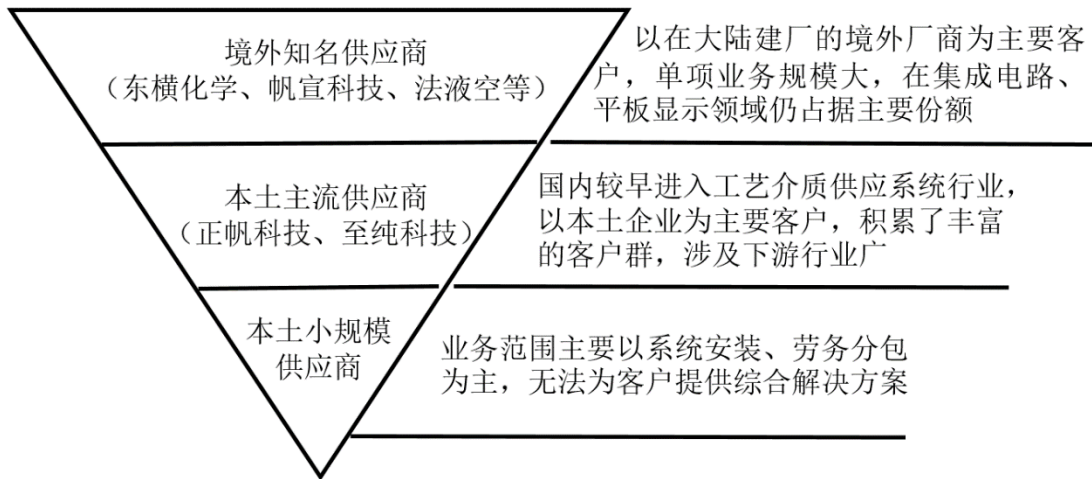 境外知名供应商
（东横化学、帆宣科技、法液空等）
以在大陆建厂的境外厂商为主要客
户，单项业务规模大，在集成电路、
平板显示领域仍占据主要份额
本土主流供应商
（正帆科技、至纯科技）
国内较早进入工艺介质供应系统行业，
以本土企业为主要客户，积累了丰富
的客户群，涉及下游行业广
本土小规模
供应商
业务范围主要以系统安装、劳务分包
为主，无法为客户提供综合解决方案